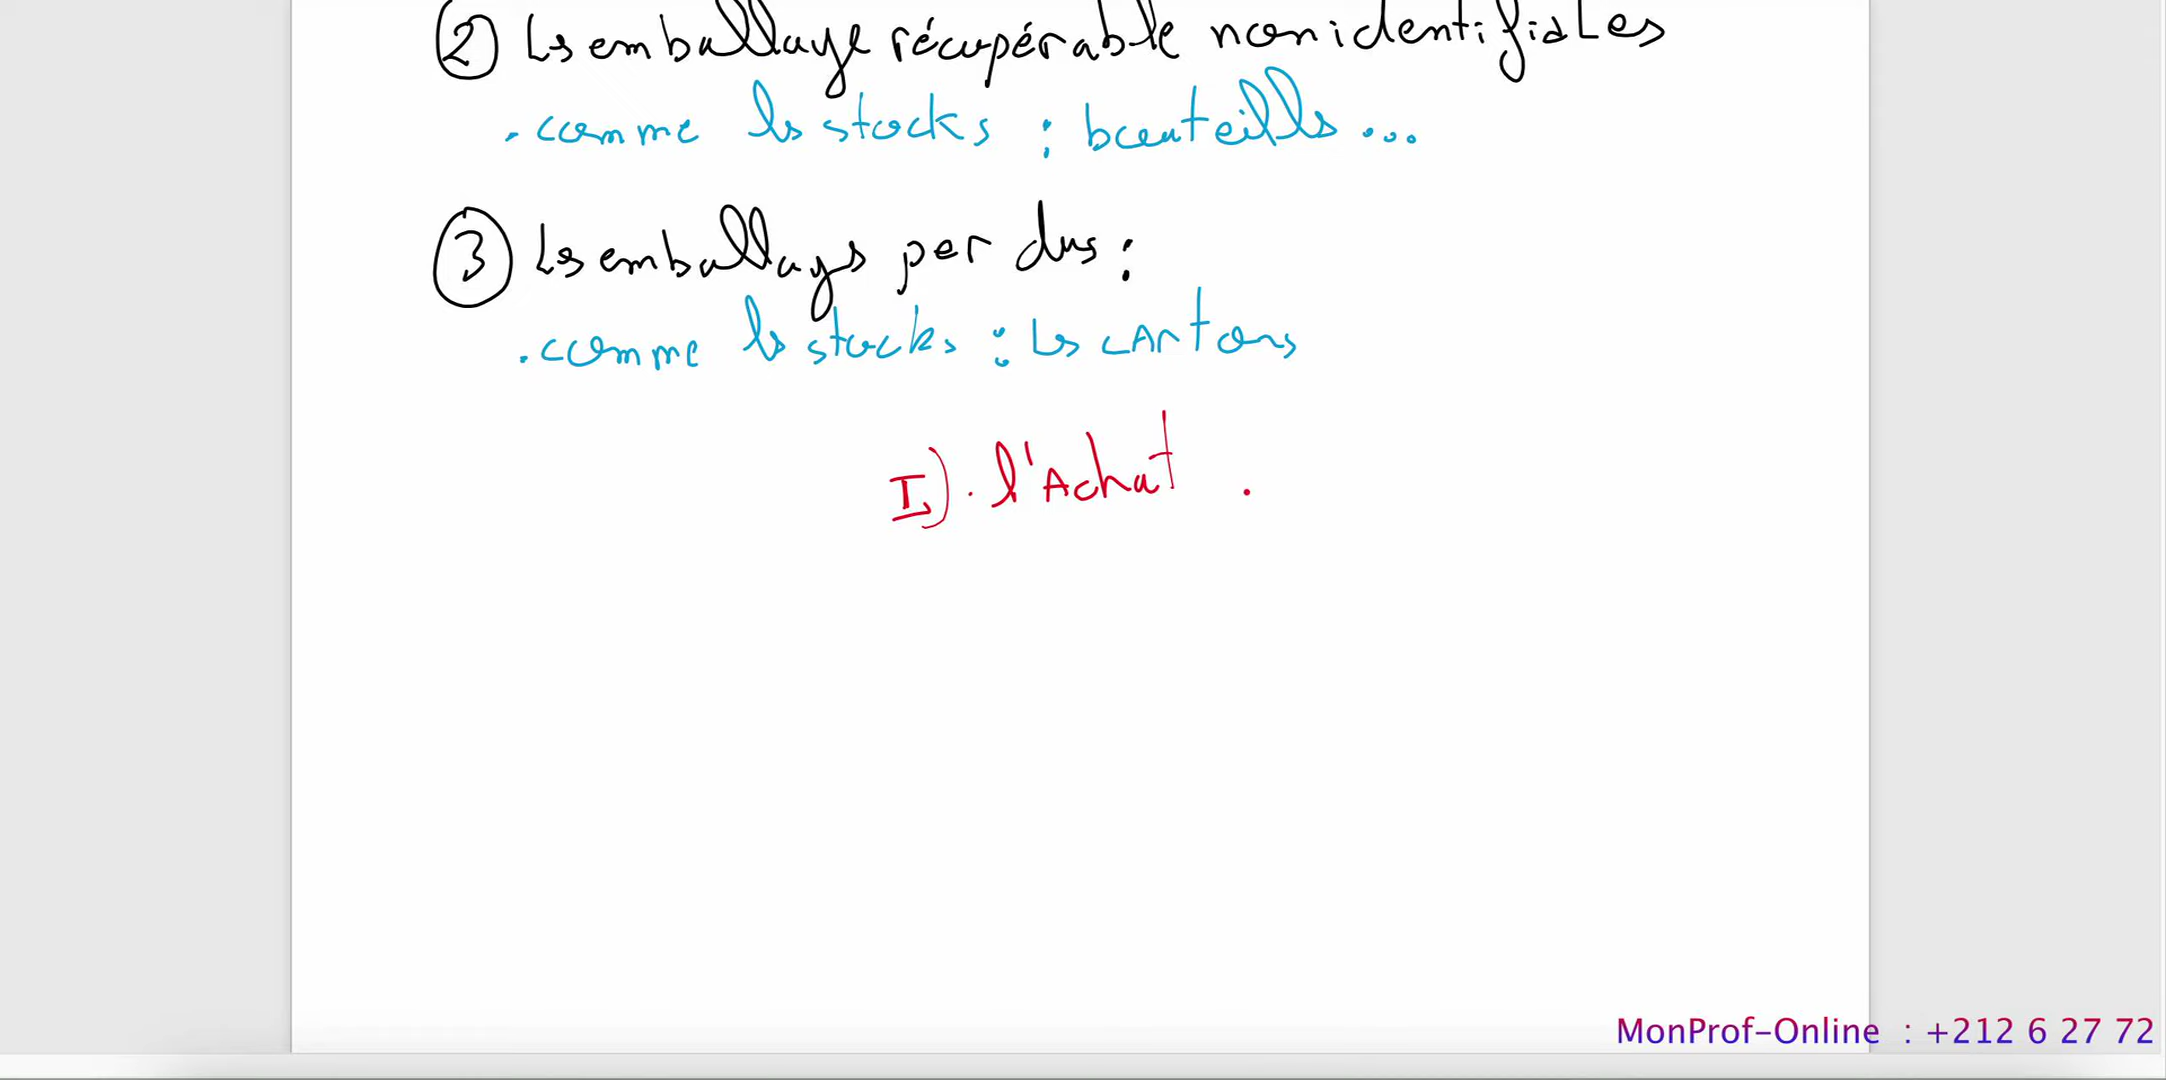 ② Les emballage récupérable non identifiables
. comme les stocks : bouteilles ...
③ Les emballages perdus :
. comme les stocks : Les cartons
I) . l'Achat .
MonProf-Online : +212 6 27 72